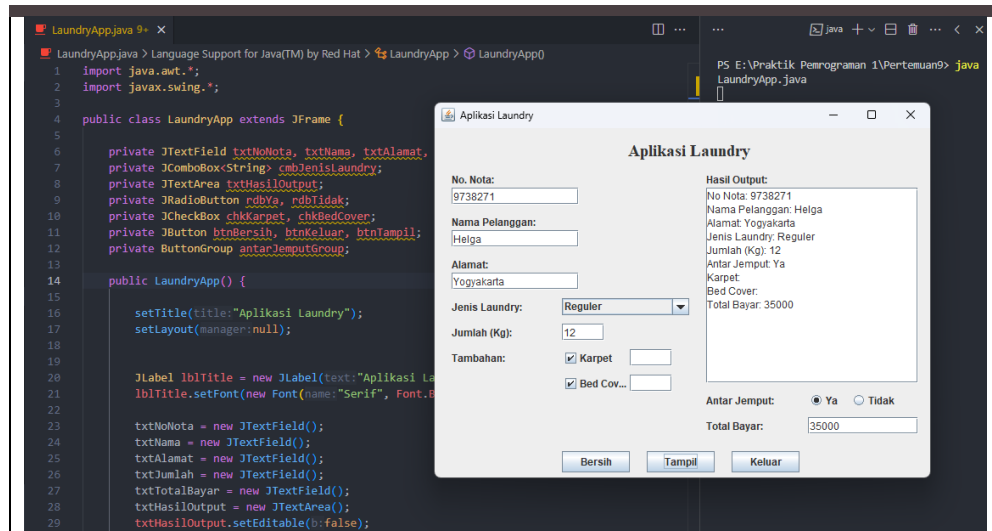 LaundryApp.java 9+ ×
java
LaundryApp.java > Language Support for Java(TM) by Red Hat > LaundryApp > LaundryApp()
1 import java.awt.*;
2 import javax.swing.*;
3
4 public class LaundryApp extends JFrame {
5
6 private JTextField txtNoNota, txtNama, txtAlamat,
7 private JComboBox<String> cmbJenisLaundry;
8 private JTextArea txtHasilOutput;
9 private JRadioButton rdbYa, rdbTidak;
10 private JCheckBox chkKarpet, chkBedCover;
11 private JButton btnBersih, btnKeluar, btnTampil;
12 private ButtonGroup antarJemputGroup;
13
14 public LaundryApp() {
15
16 setTitle(title:"Aplikasi Laundry");
17 setLayout(manager:null);
18
19
20 JLabel lblTitle = new JLabel(text:"Aplikasi La
21 lblTitle.setFont(new Font(name:"Serif", Font.B
22
23 txtNoNota = new JTextField();
24 txtNama = new JTextField();
25 txtAlamat = new JTextField();
26 txtJumlah = new JTextField();
27 txtTotalBayar = new JTextField();
28 txtHasilOutput = new JTextArea();
29 txtHasilOutput.setEditable(b:false);
PS E:\Praktik Pemrograman 1\Pertemuan9> java
LaundryApp.java
Aplikasi Laundry
Aplikasi Laundry
No. Nota:
9738271
Nama Pelanggan:
Helga
Alamat:
Yogyakarta
Jenis Laundry: Reguler
Jumlah (Kg): 12
Tambahan: Karpet
Bed Cov...
Hasil Output:
No Nota: 9738271
Nama Pelanggan: Helga
Alamat: Yogyakarta
Jenis Laundry: Reguler
Jumlah (Kg): 12
Antar Jemput: Ya
Karpet:
Bed Cover:
Total Bayar: 35000
Antar Jemput: Ya Tidak
Total Bayar: 35000
Bersih Tampil Keluar